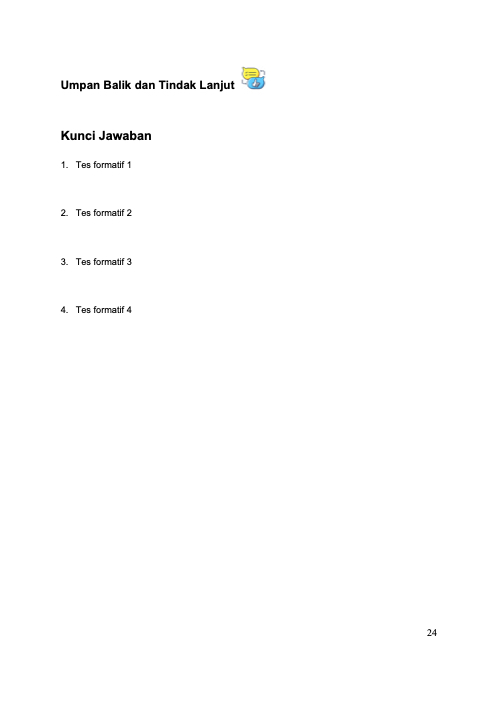 Umpan Balik dan Tindak Lanjut
Kunci Jawaban
1. Tes formatif 1
2. Tes formatif 2
3. Tes formatif 3
4. Tes formatif 4
24